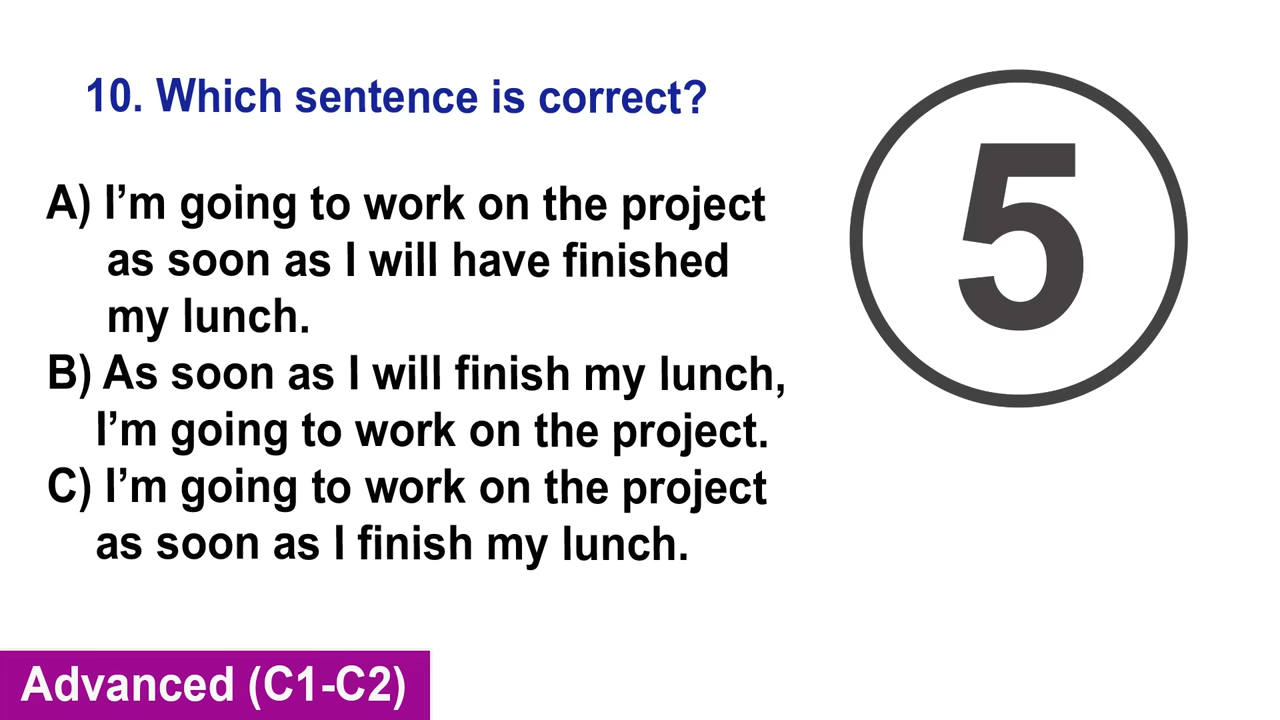 10. Which sentence is correct?
5
A) I’m going to work on the project
as soon as I will have finished
my lunch.
B) As soon as I will finish my lunch,
I’m going to work on the project.
C) I’m going to work on the project
as soon as I finish my lunch.
Advanced (C1-C2)